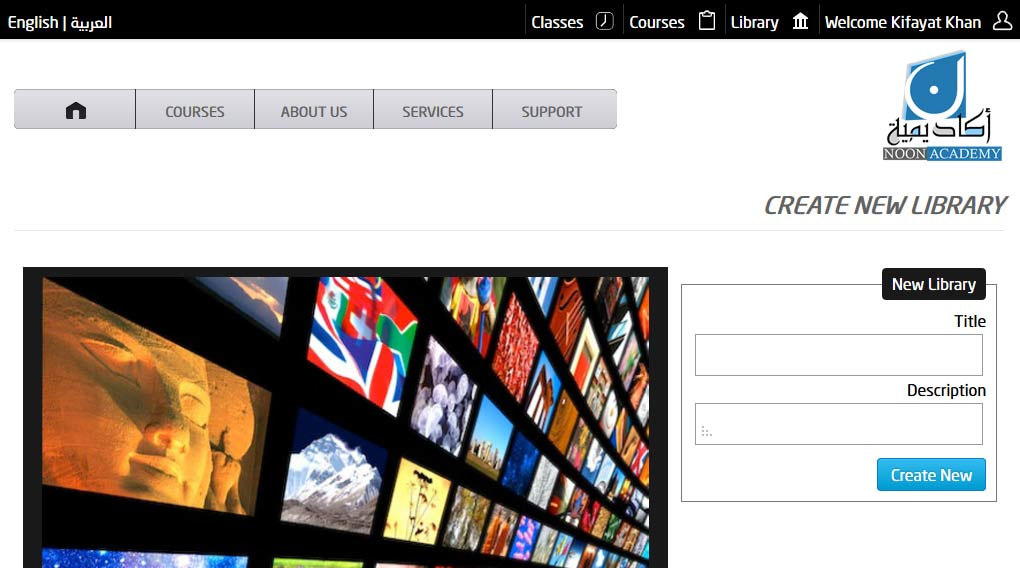 English | العربية
Classes
Courses
Library
Welcome Kifayat Khan
COURSES
ABOUT US
SERVICES
SUPPORT
أكاديمية
NOON ACADEMY
CREATE NEW LIBRARY
New Library
Title
Description
Create New